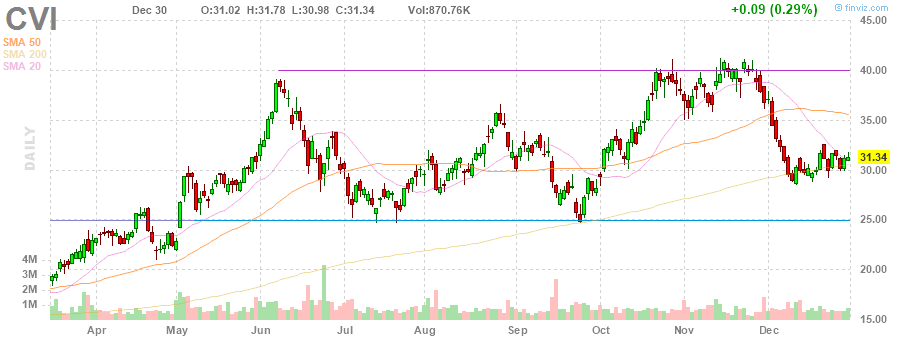 CVI Dec 30 O:31.02 H:31.78 L:30.98 C:31.34 Vol:870.76K +0.09 (0.29%) © finviz.com
SMA 50
SMA 200
SMA 20
DAILY
45.00
40.00
35.00
31.34
30.00
25.00
20.00
15.00
4M
3M
2M
1M
Apr May Jun Jul Aug Sep Oct Nov Dec